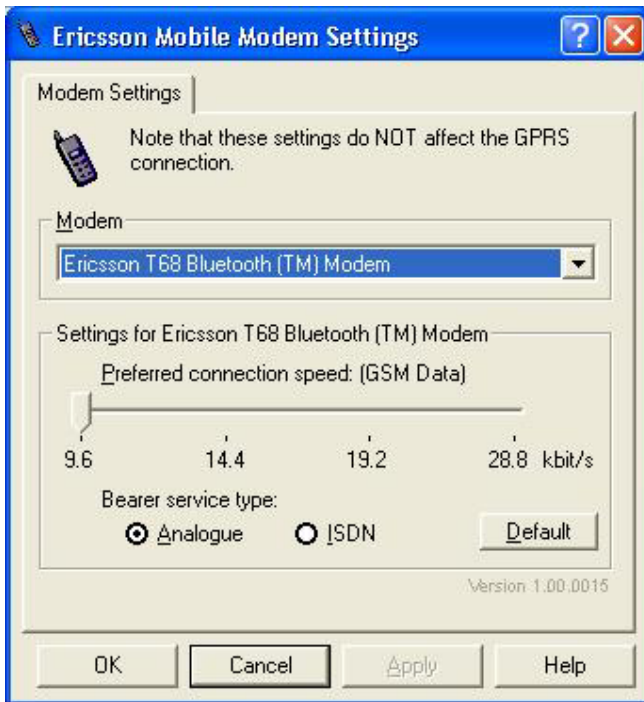 Ericsson Mobile Modem Settings
Modem Settings
Note that these settings do NOT affect the GPRS
connection.
Modem
Ericsson T68 Bluetooth (TM) Modem
Settings for Ericsson T68 Bluetooth (TM) Modem
Preferred connection speed: (GSM Data)
9.6 14.4 19.2 28.8 kbit/s
Bearer service type:
Analogue ISDN Default
Version 1.00.0015
OK Cancel Apply Help